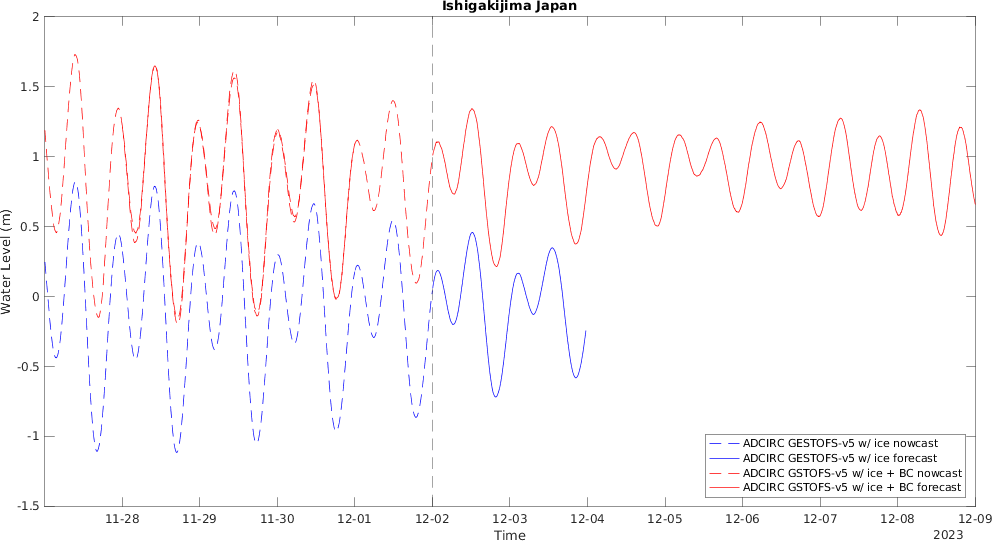 Ishigakijima Japan
2
1.5
1
0.5
0
-0.5
-1
-1.5
Water Level (m)
11-28 11-29 11-30 12-01 12-02 12-03 12-04 12-05 12-06 12-07 12-08 12-09
Time
2023
ADCIRC GESTOFS-v5 w/ ice nowcast
ADCIRC GESTOFS-v5 w/ ice forecast
ADCIRC GSTOFS-v5 w/ ice + BC nowcast
ADCIRC GSTOFS-v5 w/ ice + BC forecast